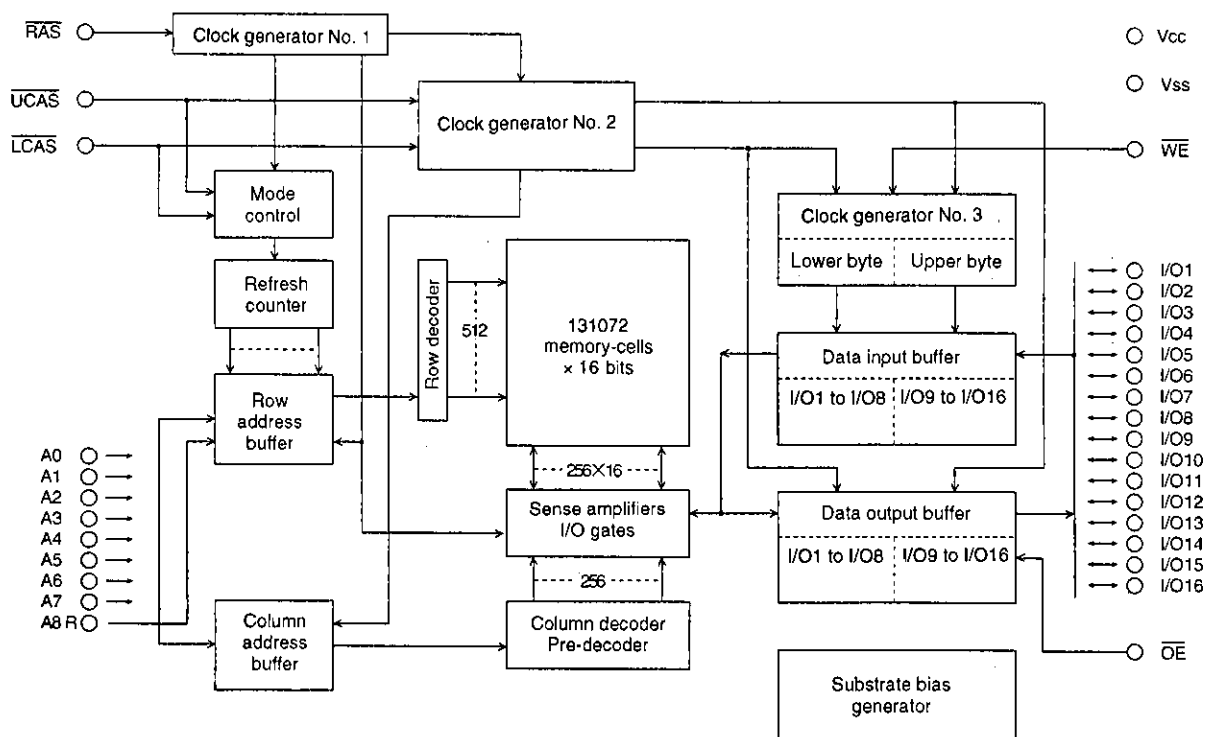 RAS
Clock generator No. 1
Vcc
Vss
UCAS
Clock generator No. 2
LCAS
WE
Mode
control
Clock generator No. 3
Lower byte
Upper byte
Refresh
counter
Row decoder
512
131072
memory-cells
× 16 bits
Data input buffer
I/O1 to I/O8
I/O9 to I/O16
Row
address
buffer
256×16
Sense amplifiers
I/O gates
Data output buffer
I/O1 to I/O8
I/O9 to I/O16
256
Column
address
buffer
Column decoder
Pre-decoder
Substrate bias
generator
A0
A1
A2
A3
A4
A5
A6
A7
A8 R
I/O1
I/O2
I/O3
I/O4
I/O5
I/O6
I/O7
I/O8
I/O9
I/O10
I/O11
I/O12
I/O13
I/O14
I/O15
I/O16
OE